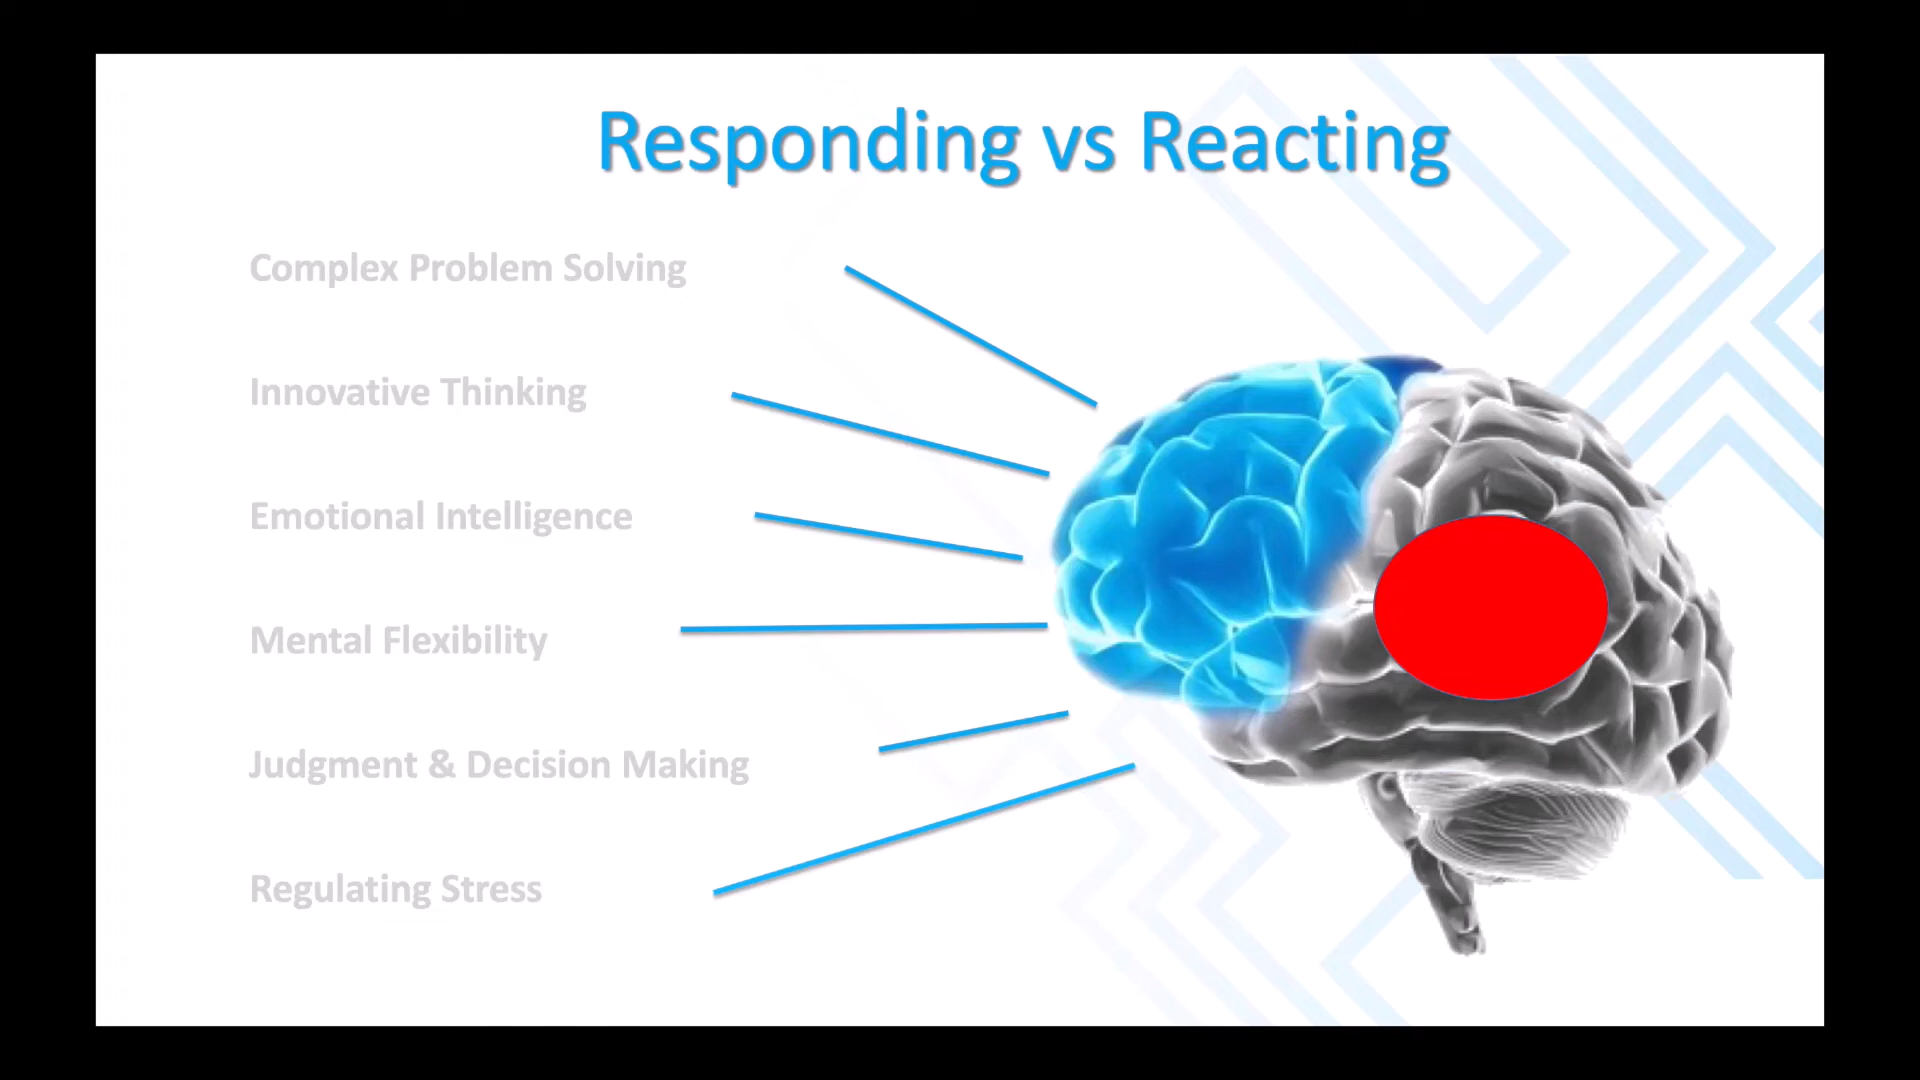 Responding vs Reacting
Complex Problem Solving
Innovative Thinking
Emotional Intelligence
Mental Flexibility
Judgment & Decision Making
Regulating Stress